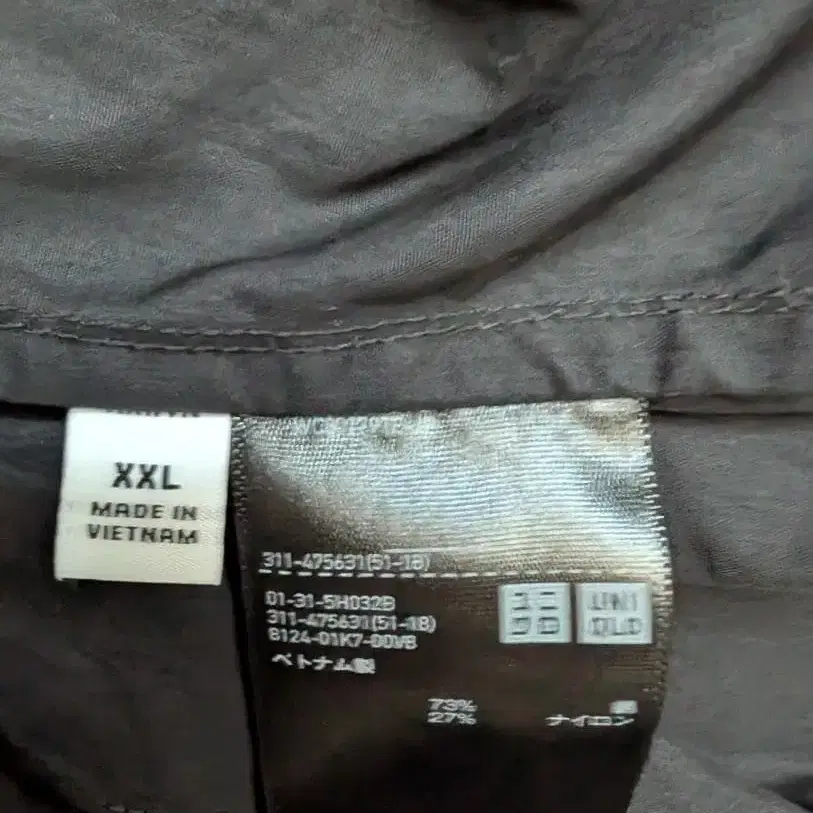 XXL
MADE IN
VIETNAM
311-475631(51-18)
01-31-5H032B
311-475631(51-18)
8124-01K7-00VB
ベトナム製
ユニ
クロ
UNI
QLO
73% 綿
27% ナイロン